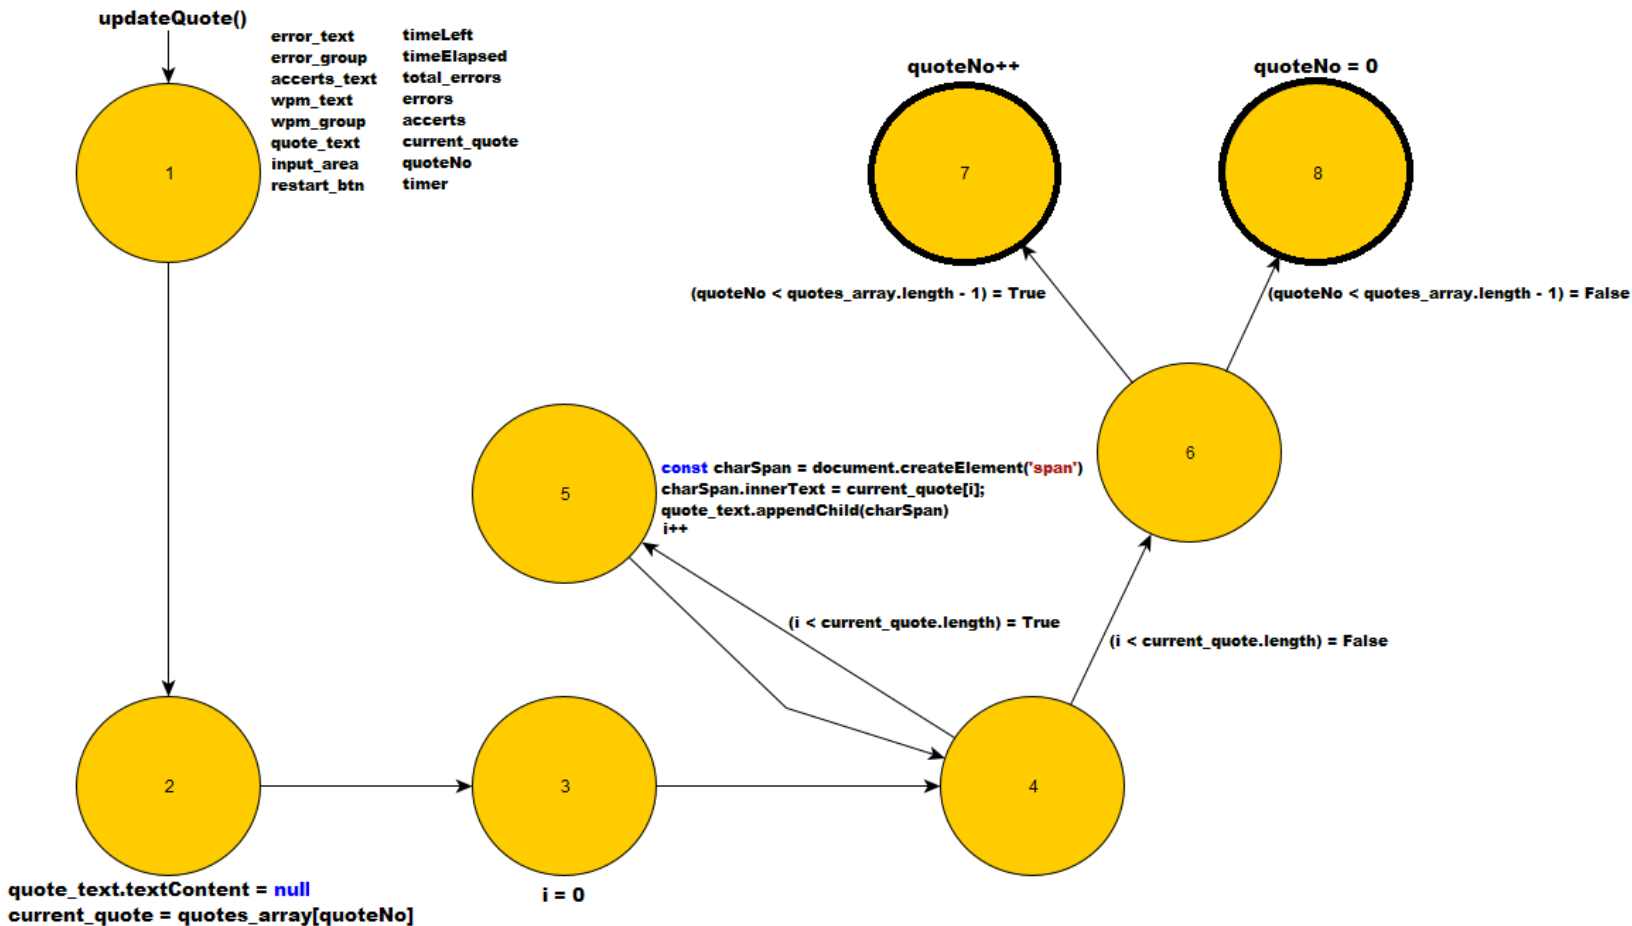 updateQuote()
error_text
error_group
accerts_text
wpm_text
wpm_group
quote_text
input_area
restart_btn
timeLeft
timeElapsed
total_errors
errors
accerts
current_quote
quoteNo
timer
1
quoteNo++
7
quoteNo = 0
8
(quoteNo < quotes_array.length - 1) = True
(quoteNo < quotes_array.length - 1) = False
6
5
const charSpan = document.createElement('span')
charSpan.innerText = current_quote[i];
quote_text.appendChild(charSpan)
i++
(i < current_quote.length) = True
(i < current_quote.length) = False
2
quote_text.textContent = null
current_quote = quotes_array[quoteNo]
3
i = 0
4